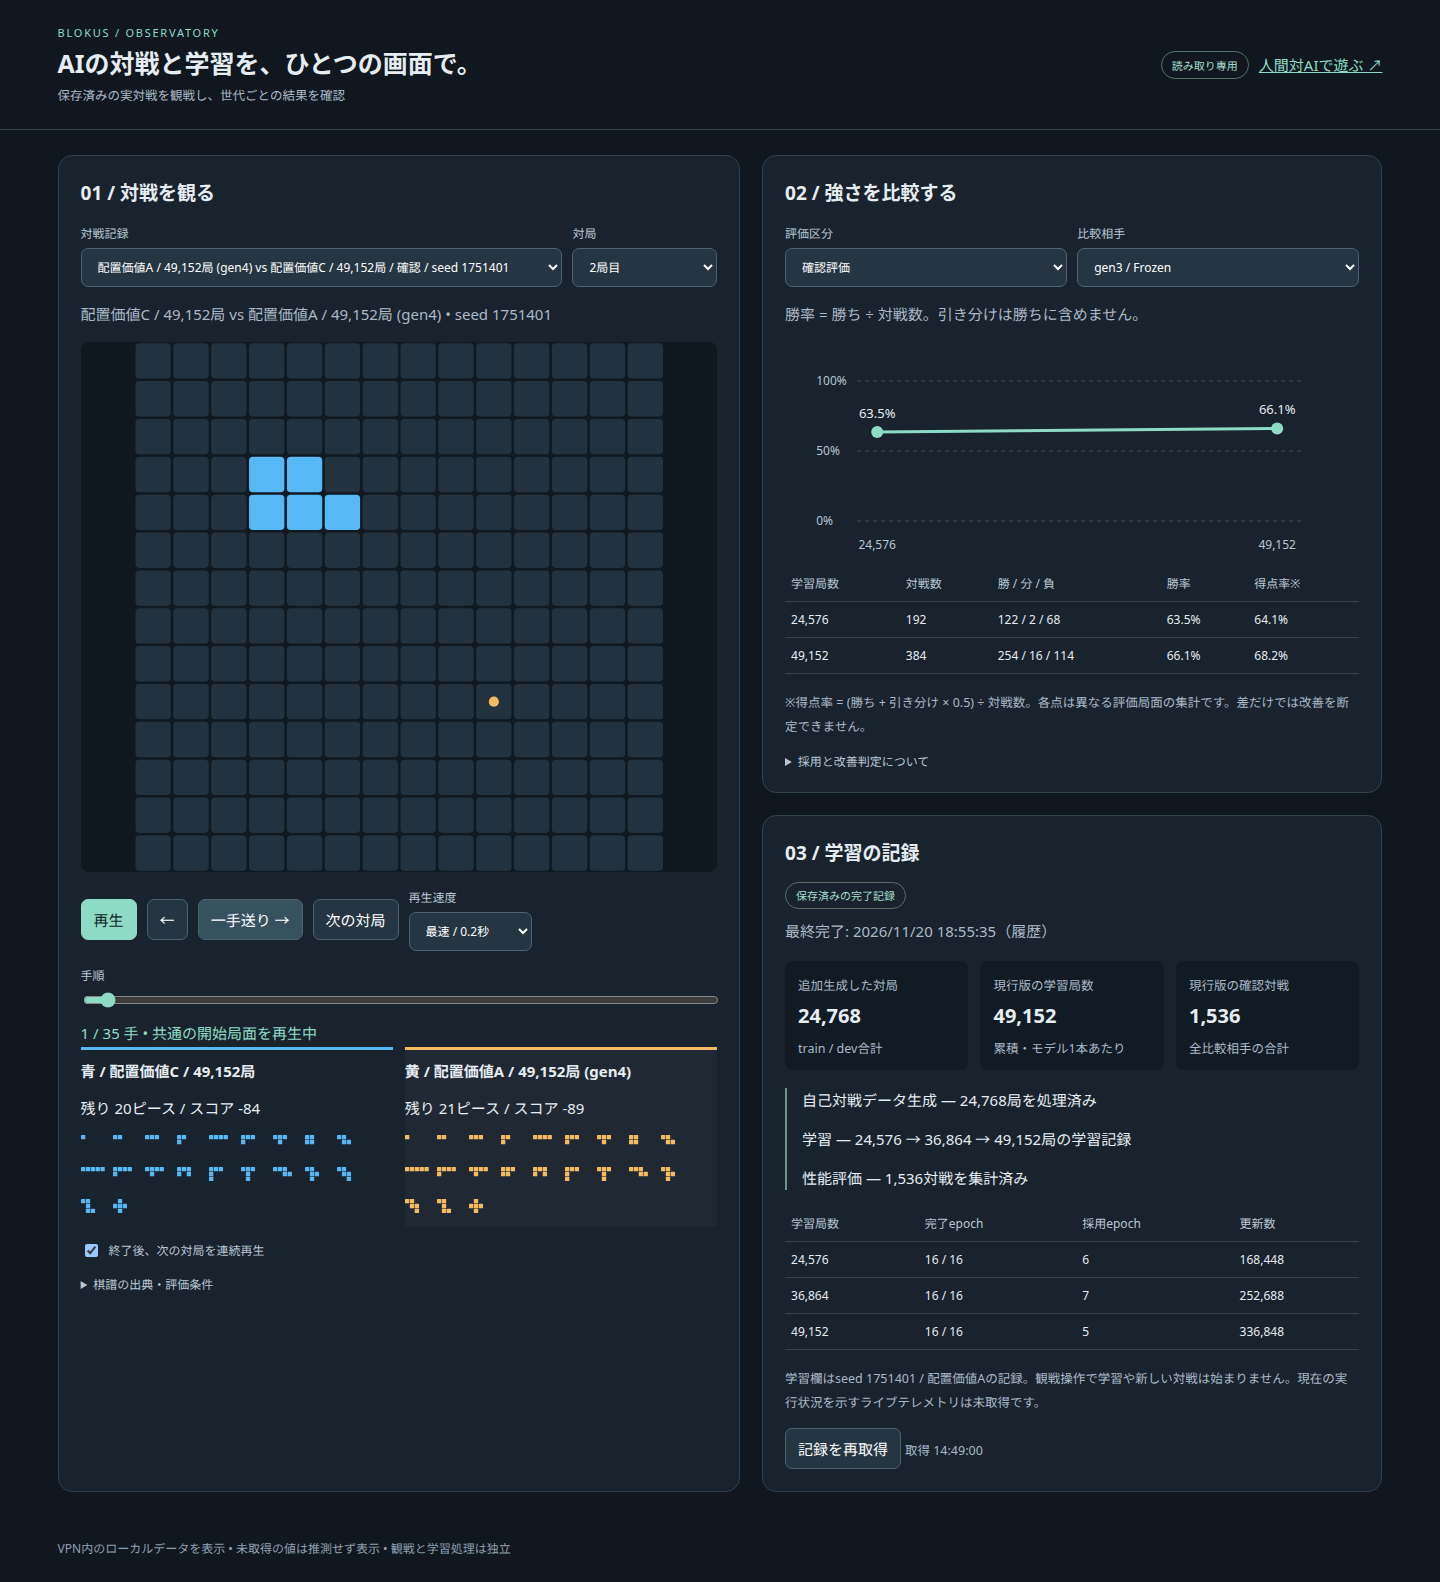 BLOKUS / OBSERVATORY
AIの対戦と学習を、ひとつの画面で。
保存済みの実対戦を観戦し、世代ごとの結果を確認
読み取り専用
人間対AIで遊ぶ ↗
01 / 対戦を観る
対戦記録
対局
配置価値A / 49,152局 (gen4) vs 配置価値C / 49,152局 / 確認 / seed 1751401
2局目
配置価値C / 49,152局 vs 配置価値A / 49,152局 (gen4) • seed 1751401
再生
←
一手送り →
次の対局
再生速度
最速 / 0.2秒
手順
1 / 35 手 • 共通の開始局面を再生中
青 / 配置価値C / 49,152局
残り 20ピース / スコア -84
黄 / 配置価値A / 49,152局 (gen4)
残り 21ピース / スコア -89
終了後、次の対局を連続再生
▶ 棋譜の出典・評価条件
02 / 強さを比較する
評価区分
比較相手
確認評価
gen3 / Frozen
勝率 = 勝ち ÷ 対戦数。引き分けは勝ちに含めません。
100%
63.5%
66.1%
50%
0%
24,576
49,152
学習局数 対戦数 勝 / 分 / 負 勝率 得点率※
24,576 192 122 / 2 / 68 63.5% 64.1%
49,152 384 254 / 16 / 114 66.1% 68.2%
※得点率 = (勝ち + 引き分け × 0.5) ÷ 対戦数。各点は異なる評価局面の集計です。差だけでは改善を断
定できません。
▶ 採用と改善判定について
03 / 学習の記録
保存済みの完了記録
最終完了: 2026/11/20 18:55:35（履歴）
追加生成した対局
24,768
train / dev合計
現行版の学習局数
49,152
累積・モデル1本あたり
現行版の確認対戦
1,536
全比較相手の合計
自己対戦データ生成 — 24,768局を処理済み
学習 — 24,576 → 36,864 → 49,152局の学習記録
性能評価 — 1,536対戦を集計済み
学習局数 完了epoch 採用epoch 更新数
24,576 16 / 16 6 168,448
36,864 16 / 16 7 252,688
49,152 16 / 16 5 336,848
学習欄はseed 1751401 / 配置価値Aの記録。観戦操作で学習や新しい対戦は始まりません。現在の実
行状況を示すライブテレメトリは未取得です。
記録を再取得
取得 14:49:00
VPN内のローカルデータを表示 • 未取得の値は推測せず表示 • 観戦と学習処理は独立